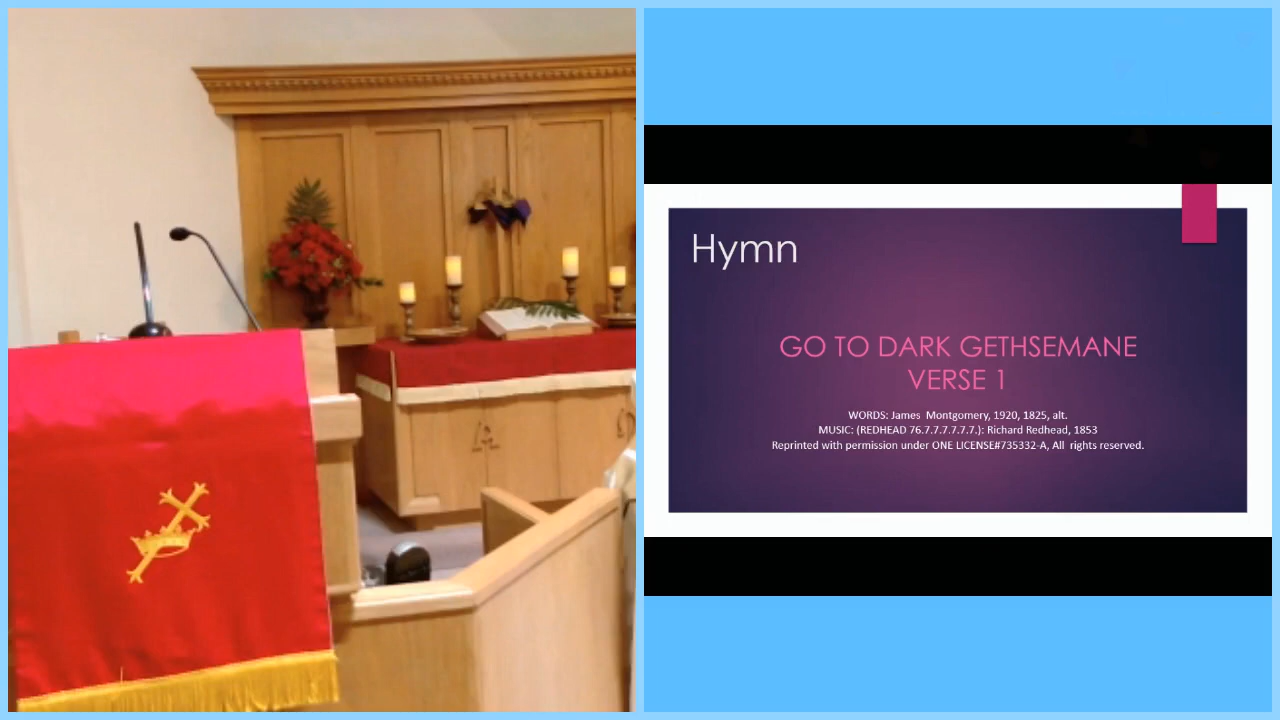 Hymn
GO TO DARK GETHSEMANE
VERSE 1
WORDS: James  Montgomery, 1920, 1825, alt.
MUSIC: (REDHEAD 76.7.7.7.7.7.): Richard Redhead, 1853
Reprinted with permission under ONE LICENSE#735332-A, All  rights reserved.